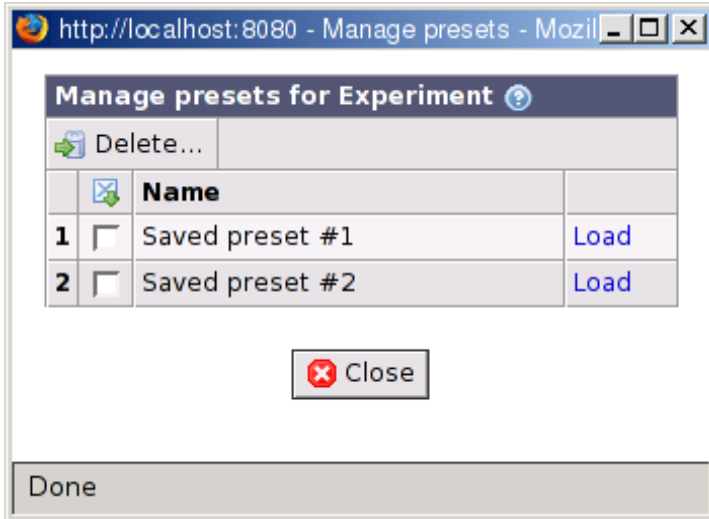 http://localhost:8080 - Manage presets - Mozil
Manage presets for Experiment
Delete...
Name
1 Saved preset #1 Load
2 Saved preset #2 Load
Close
Done